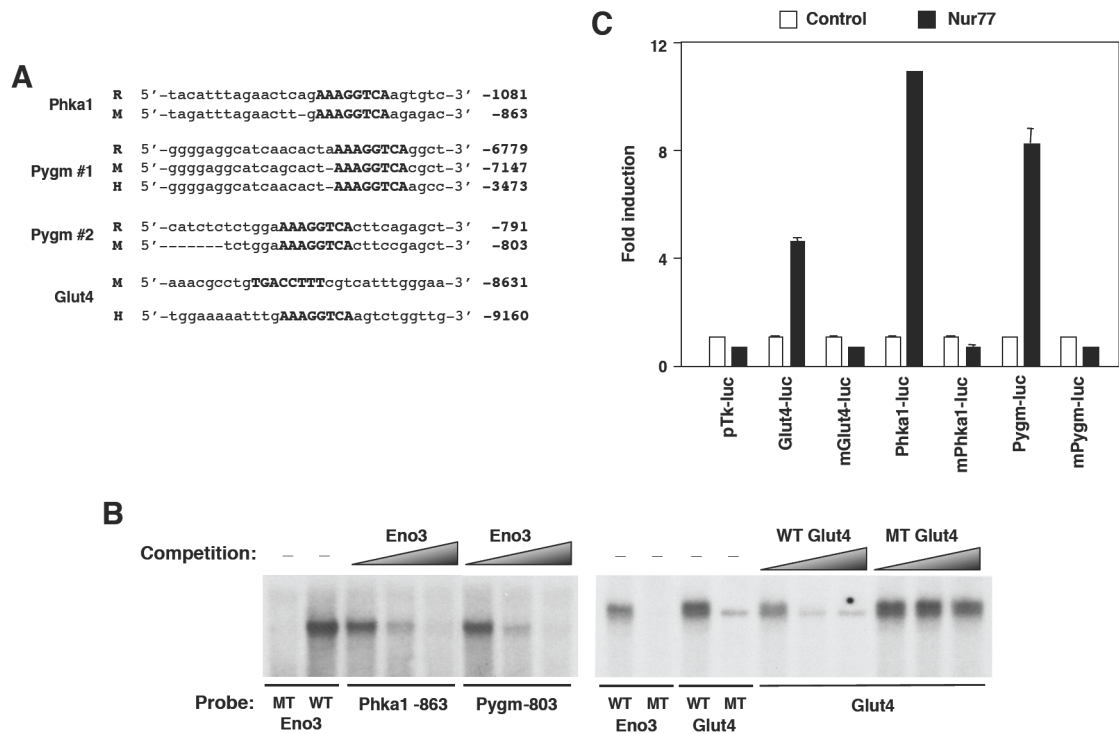 A
Phka1
R 5'-tacatttagaactcagAAAGGTCAagtgtc-3' -1081
M 5'-tagatttagaactt-gAAAGGTCAagagac-3' -863
Pygm #1
R 5'-ggggaggcatcaacactaAAAGGTCAggct-3' -6779
M 5'-ggggaggcatcagcact-AAAGGTCAcgct-3' -7147
H 5'-ggggaggcatcaacact-AAAGGTCAagcc-3' -3473
Pygm #2
R 5'-catctctctggaAAAGGTCActtcagagct-3' -791
M 5'-------tctggaAAAGGTCActtccgagct-3' -803
Glut4
M 5'-aaacgcctgTGACCTTTcgtcatttgggaa-3' -8631
H 5'-tggaaaaatttgAAAGGTCAagtctggttg-3' -9160
C
Control Nur77
Fold induction
12
8
4
0
pTk-luc
Glut4-luc
mGlut4-luc
Phka1-luc
mPhka1-luc
Pygm-luc
mPygm-luc
B
Competition: – – Eno3 Eno3 – – – – WT Glut4 MT Glut4
Probe: MT WT Phka1 -863 Pygm-803 WT MT WT MT Glut4
Eno3 Eno3 Glut4